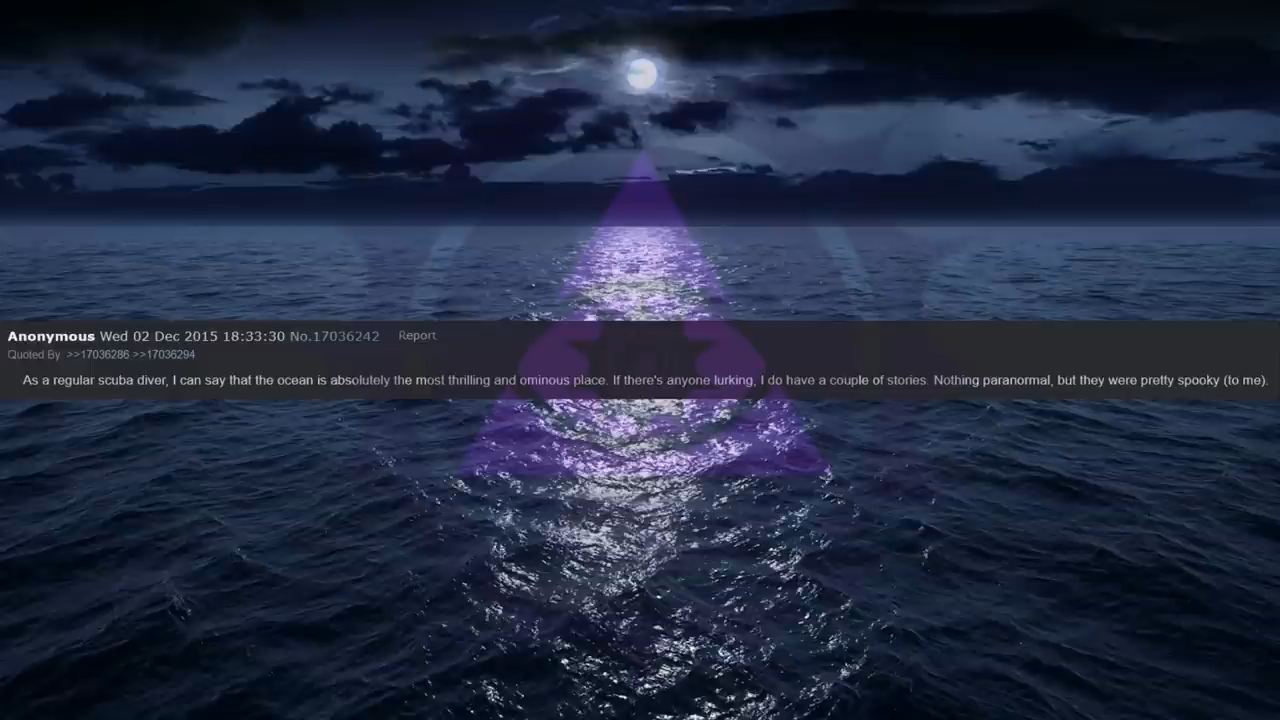 Anonymous Wed 02 Dec 2015 18:33:30 No.17036242 Report
Quoted By >>17036286 >>17036294
As a regular scuba diver, I can say that the ocean is absolutely the most thrilling and ominous place. If there's anyone lurking, I do have a couple of stories. Nothing paranormal, but they were pretty spooky (to me).